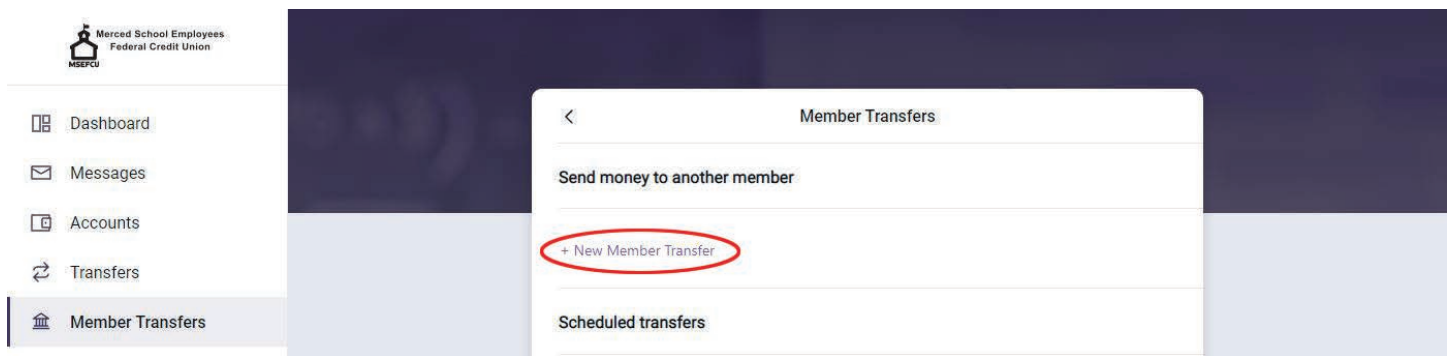 Merced School Employees
Federal Credit Union
MSEFCU
Dashboard
Messages
Accounts
Transfers
Member Transfers
Member Transfers
Send money to another member
+ New Member Transfer
Scheduled transfers